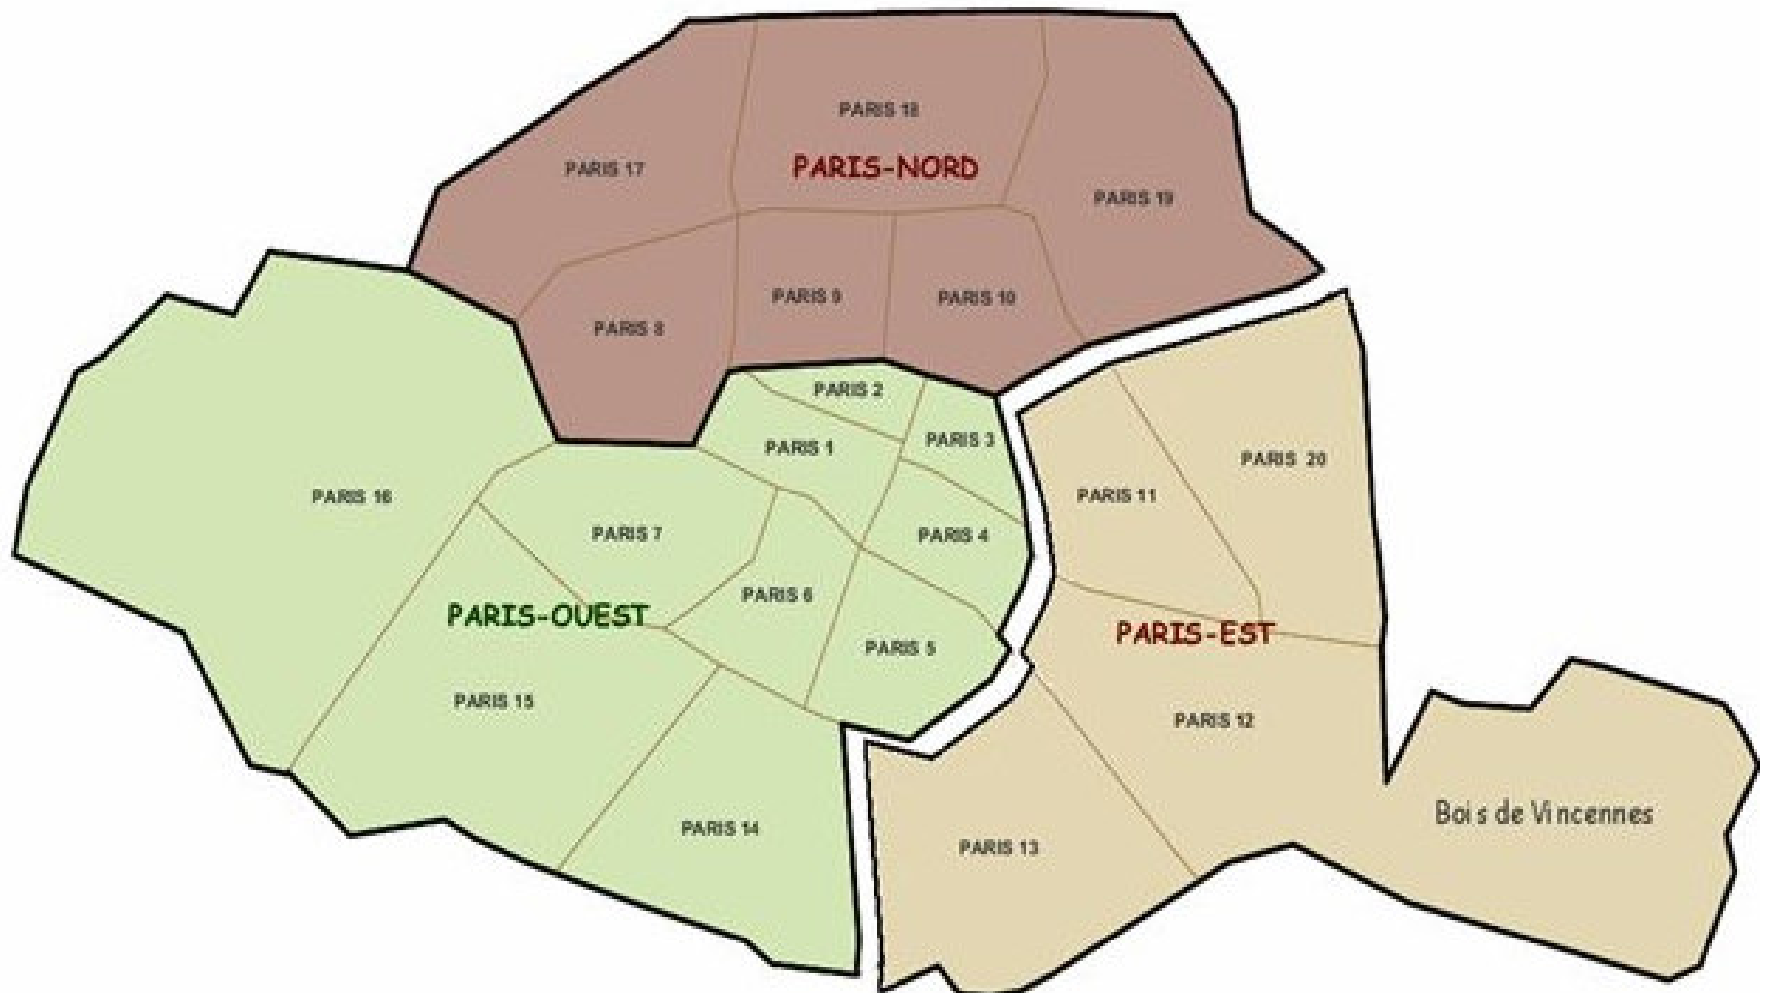 PARIS 18
PARIS-NORD
PARIS 17
PARIS 19
PARIS 9
PARIS 10
PARIS 8
PARIS 2
PARIS 1
PARIS 3
PARIS 16
PARIS 7
PARIS 4
PARIS 6
PARIS-OUEST
PARIS 5
PARIS 15
PARIS 14
PARIS 20
PARIS 11
PARIS-EST
PARIS 12
PARIS 13
Bois de Vincennes